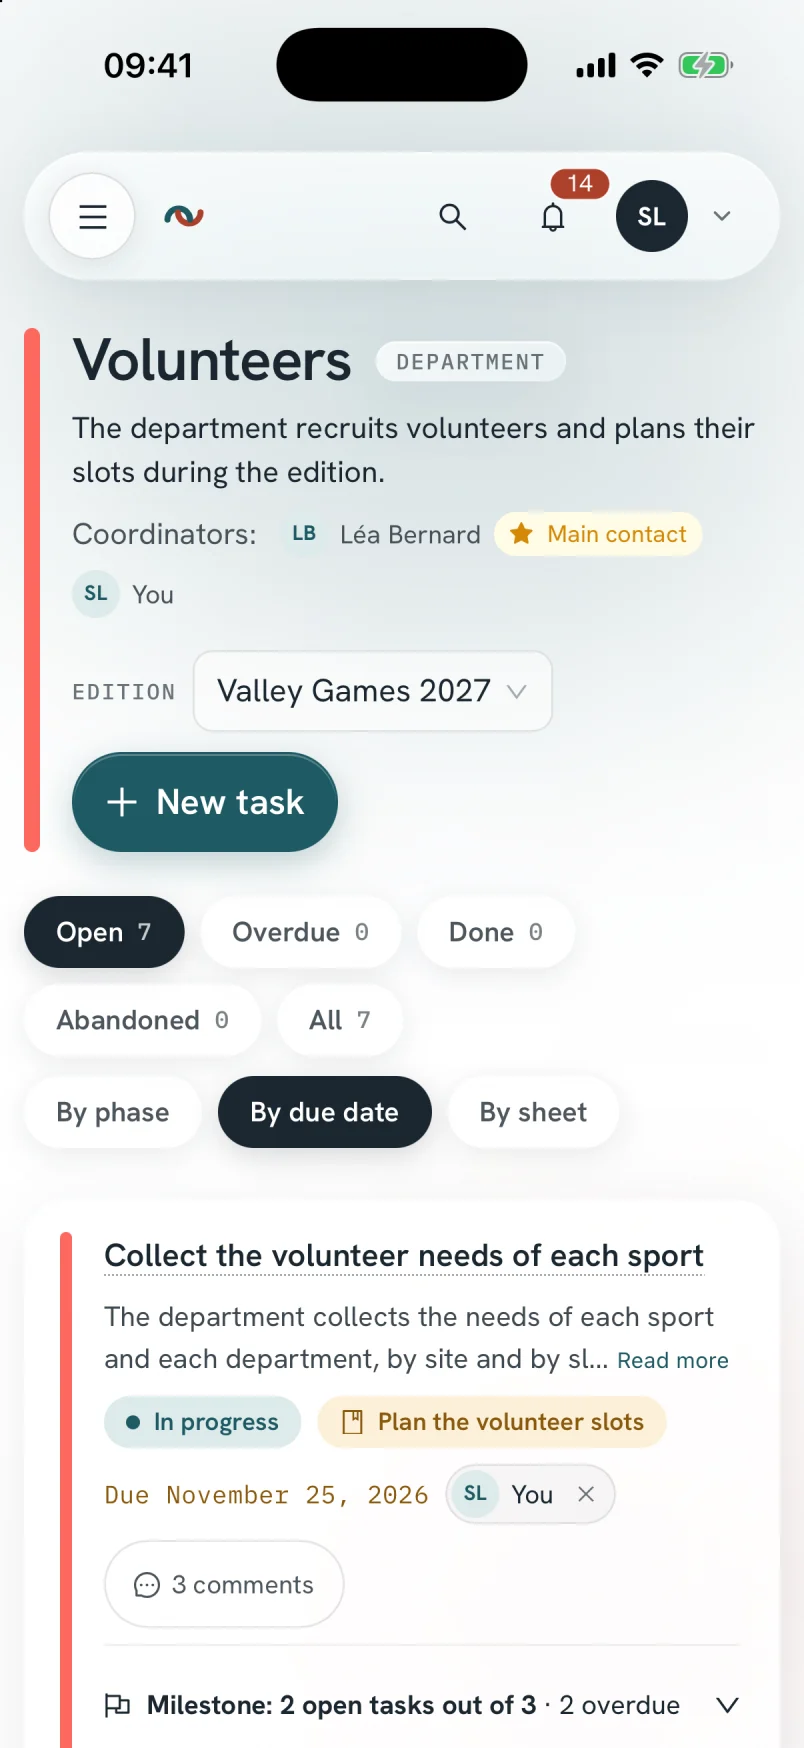 09:41
14
SL
Volunteers DEPARTMENT
The department recruits volunteers and plans their
slots during the edition.
Coordinators: LB Léa Bernard Main contact
SL You
EDITION Valley Games 2027
New task
Open 7 Overdue 0 Done 0
Abandoned 0 All 7
By phase By due date By sheet
Collect the volunteer needs of each sport
The department collects the needs of each sport
and each department, by site and by sl... Read more
In progress Plan the volunteer slots
Due November 25, 2026 SL You
3 comments
Milestone: 2 open tasks out of 3 · 2 overdue